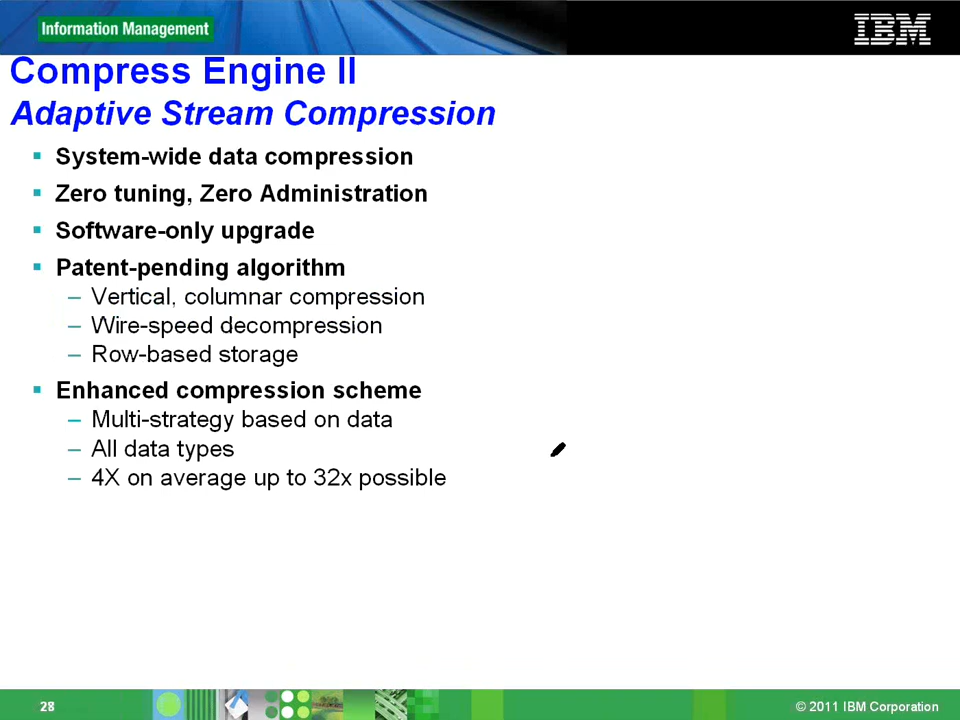 Information Management
IBM
Compress Engine II
Adaptive Stream Compression
System-wide data compression
Zero tuning, Zero Administration
Software-only upgrade
Patent-pending algorithm
– Vertical, columnar compression
– Wire-speed decompression
– Row-based storage
Enhanced compression scheme
– Multi-strategy based on data
– All data types
– 4X on average up to 32x possible
28
© 2011 IBM Corporation